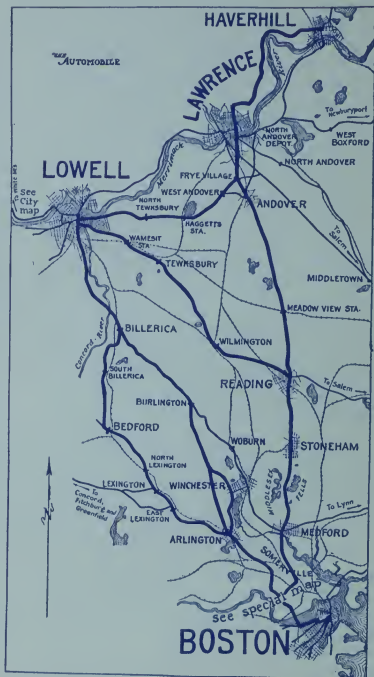 HAVERHILL
THE AUTOMOBILE
LAWRENCE
To
Newburyport
NORTH
ANDOVER
DEPOT.
WEST
BOXFORD
Merrimack
FRYE VILLAGE
NORTH ANDOVER
LOWELL
WEST ANDOVER
ANDOVER
See
City
map
NORTH
TEWKSBURY
HAGGETTS
STA.
To
Salem
WAMESIT
STA.
TEWKSBURY
MIDDLETOWN
MEADOW VIEW STA.
Concord River
BILLERICA
WILMINGTON
SOUTH
BILLERICA
READING
To Salem
BURLINGTON
BEDFORD
WOBURN
STONEHAM
NORTH
LEXINGTON
WINCHESTER
MIDDLESEX
FELLS
LEXINGTON
To
Concord,
Fitchburg and
Greenfield
EAST
LEXINGTON
To Lynn
ARLINGTON
MEDFORD
SOMERVILLE
See special map
BOSTON